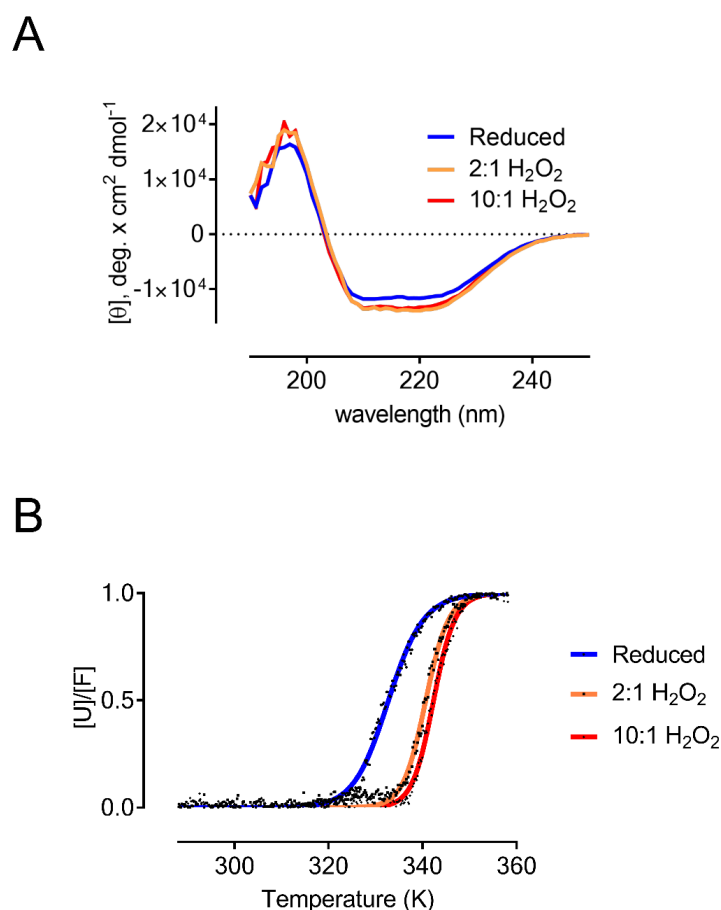 A
[θ], deg. x cm² dmol⁻¹
2×10⁴
1×10⁴
0
-1×10⁴
Reduced
2:1 H₂O₂
10:1 H₂O₂
200 220 240
wavelength (nm)
B
[U]/[F]
1.0
0.5
0.0
Reduced
2:1 H₂O₂
10:1 H₂O₂
300 320 340 360
Temperature (K)